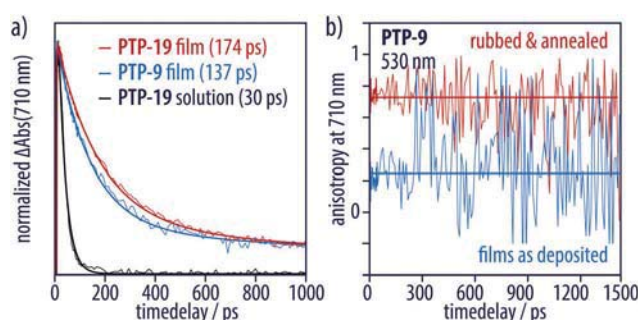 a)
PTP-19 film (174 ps)
PTP-9 film (137 ps)
PTP-19 solution (30 ps)
normalized ΔAbs(710 nm)
0 200 400 600 800 1000
timedelay / ps
b)
PTP-9
530 nm
rubbed & annealed
1
0
anisotropy at 710 nm
films as deposited
0 300 600 900 1200 1500
timedelay / ps